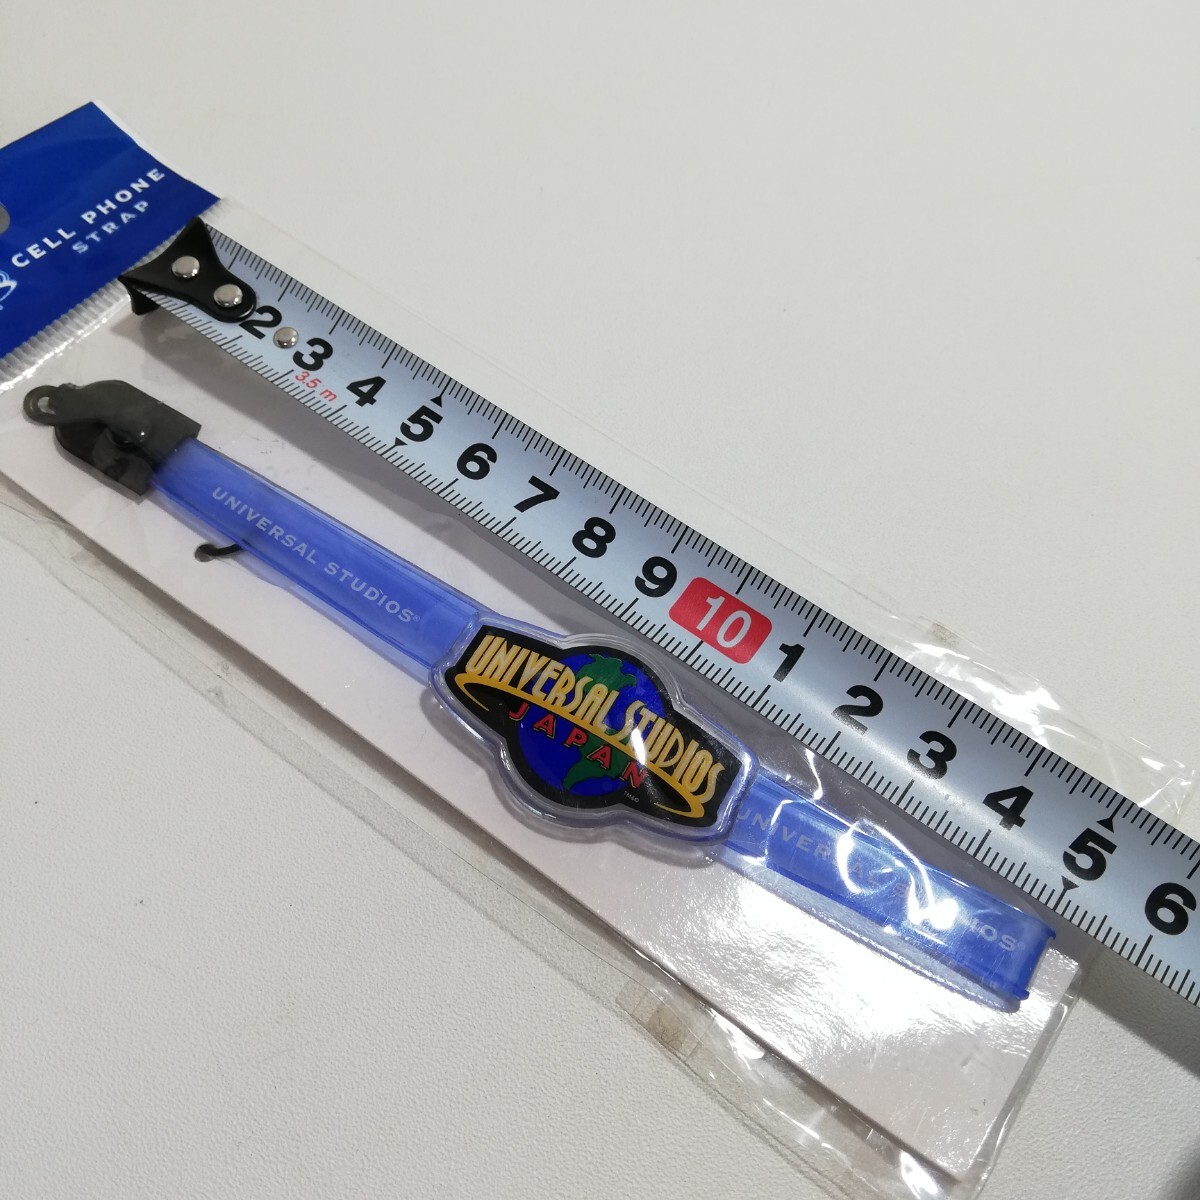 CELL PHONE
STRAP
2 3 4 5 6 7 8 9 10 1 2 3 4 5 6
3.5 m
UNIVERSAL STUDIOS®
UNIVERSAL STUDIOS
JAPAN
UNIVERSAL STUDIOS®